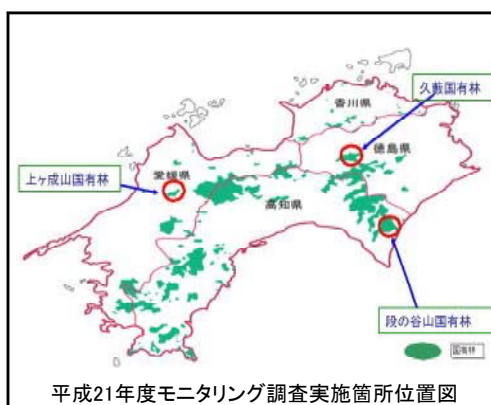 久薮国有林
香川県
徳島県
愛媛県
上ヶ成山国有林
高知県
段の谷山国有林
国有林
平成21年度モニタリング調査実施箇所位置図